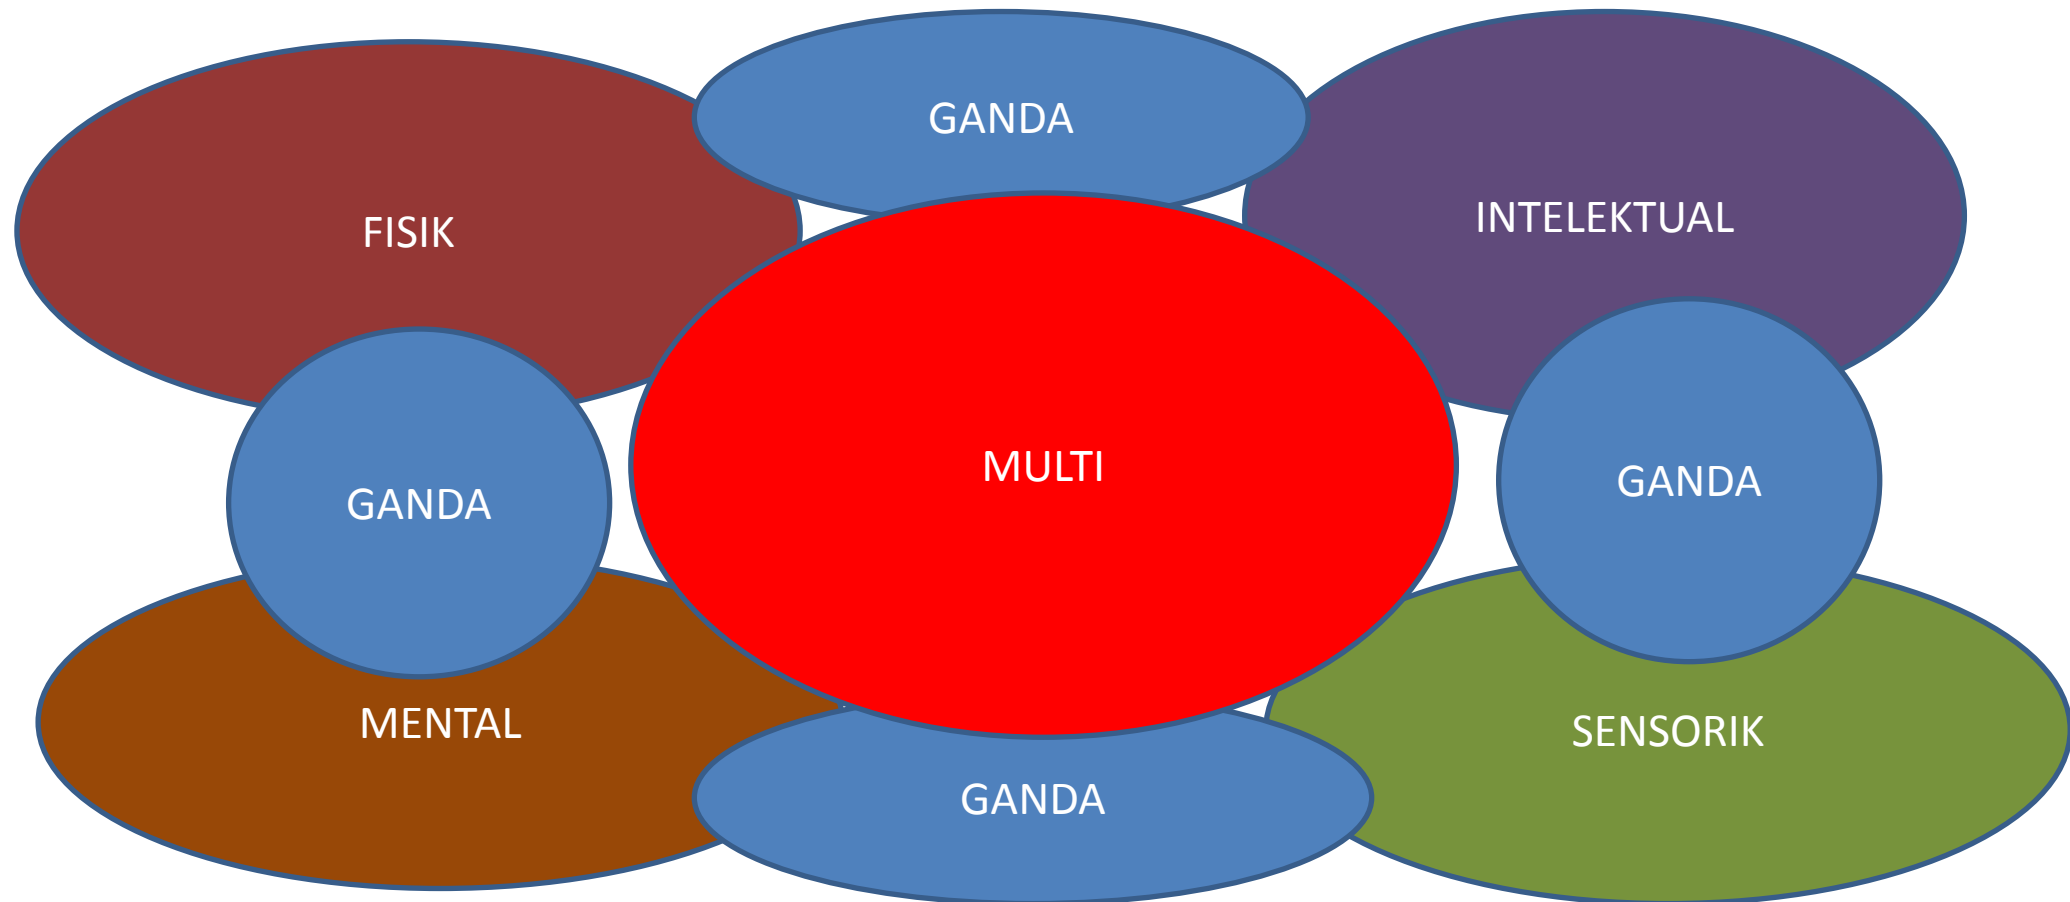 GANDA
FISIK
INTELEKTUAL
MULTI
GANDA
GANDA
MENTAL
SENSORIK
GANDA